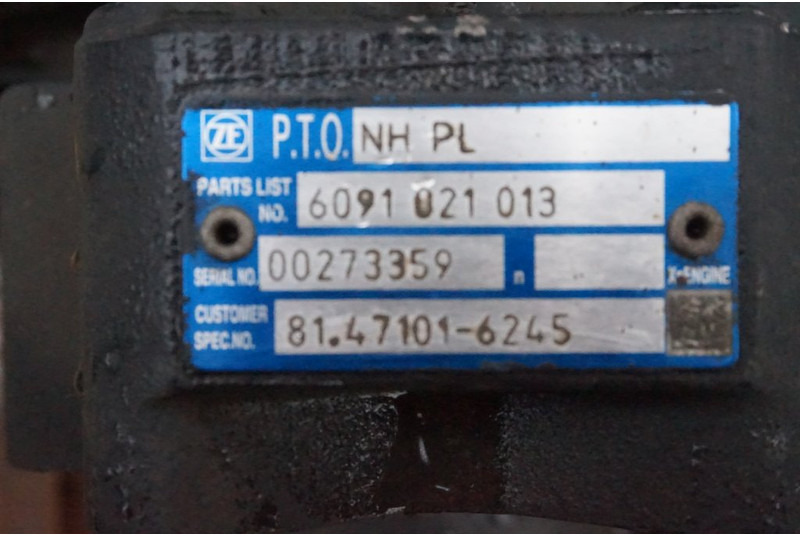 ZF P.T.O. NH PL
PARTS LIST
NO. 6091 021 013
SERIAL NO. 00273359 n X=ENGINE
CUSTOMER
SPEC.NO. 81.47101-6245